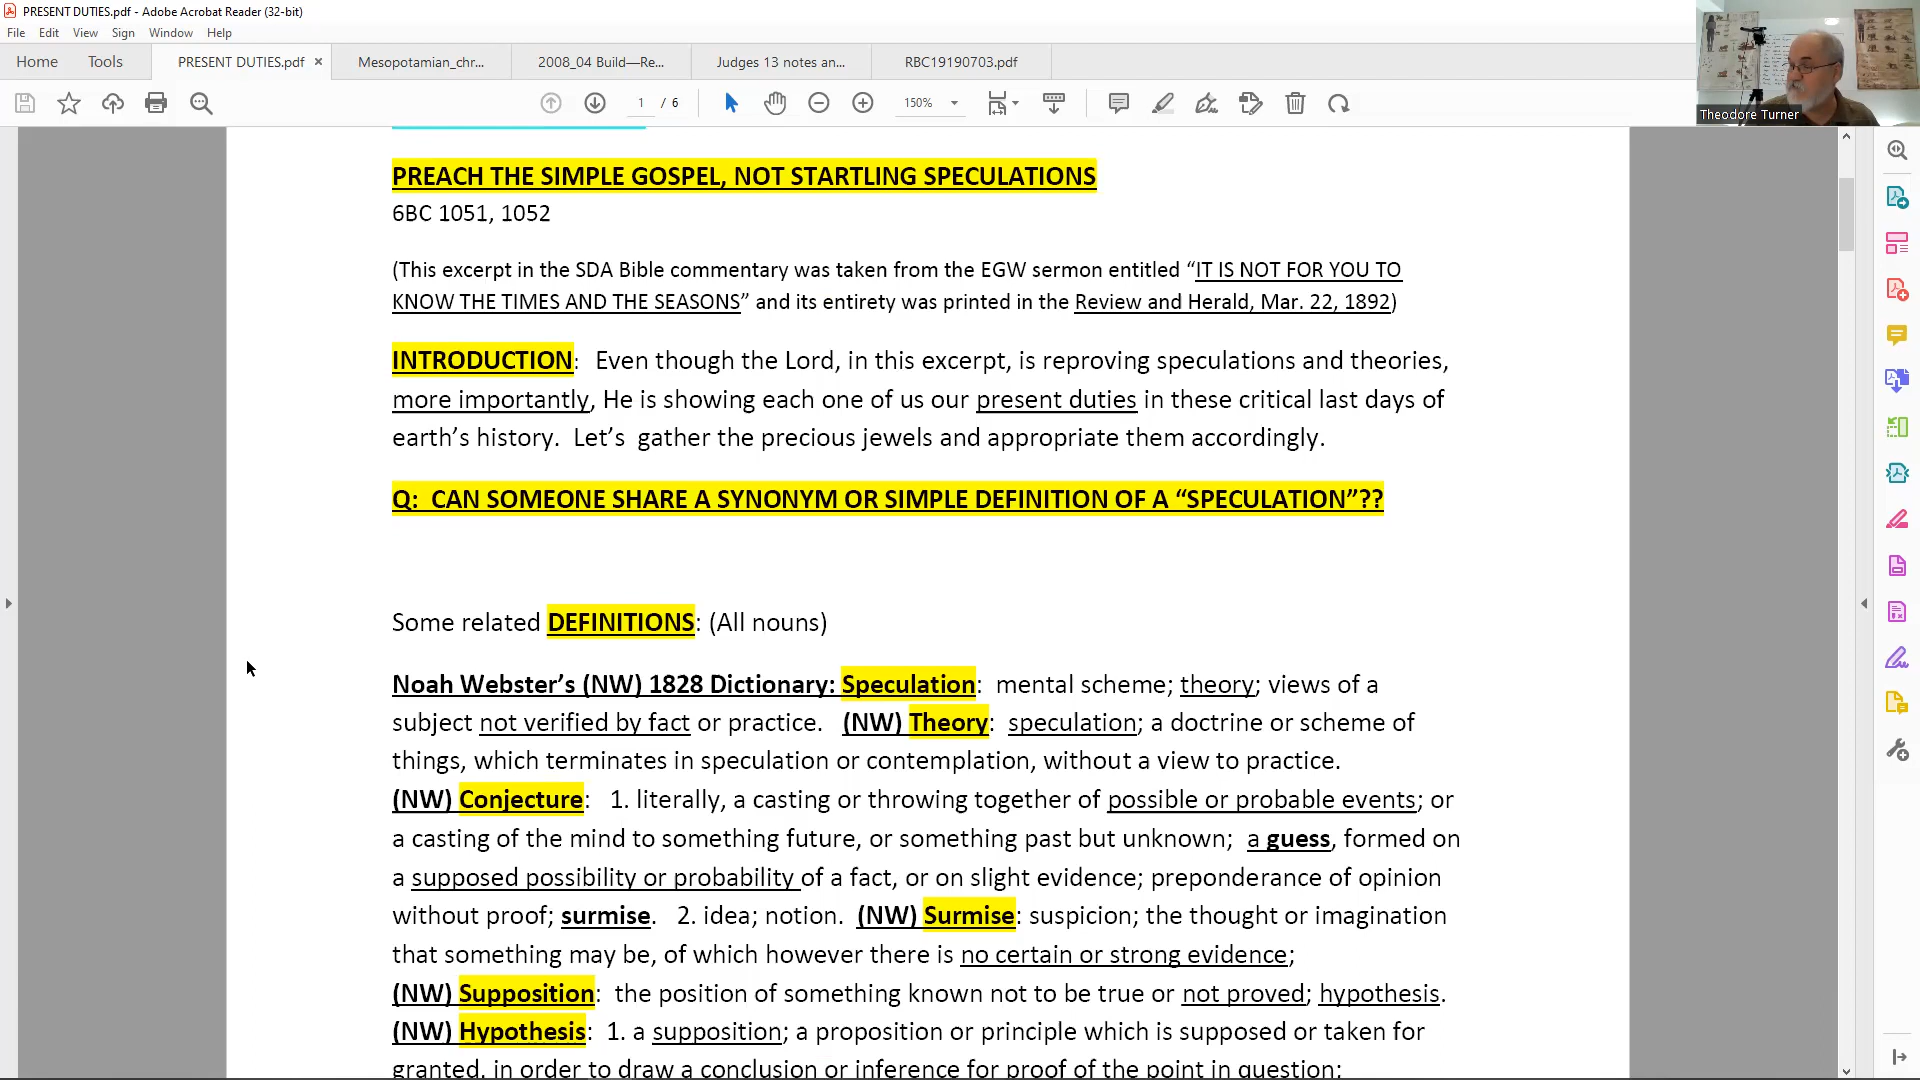 PRESENT DUTIES.pdf - Adobe Acrobat Reader (32-bit)
File Edit View Sign Window Help
Home Tools PRESENT DUTIES.pdf × Mesopotamian_chr... 2008_04 Build—Re... Judges 13 notes an... RBC19190703.pdf
1 / 6 150%
Theodore Turner
PREACH THE SIMPLE GOSPEL, NOT STARTLING SPECULATIONS
6BC 1051, 1052
(This excerpt in the SDA Bible commentary was taken from the EGW sermon entitled “IT IS NOT FOR YOU TO
KNOW THE TIMES AND THE SEASONS” and its entirety was printed in the Review and Herald, Mar. 22, 1892)
INTRODUCTION: Even though the Lord, in this excerpt, is reproving speculations and theories,
more importantly, He is showing each one of us our present duties in these critical last days of
earth’s history. Let’s gather the precious jewels and appropriate them accordingly.
Q: CAN SOMEONE SHARE A SYNONYM OR SIMPLE DEFINITION OF A “SPECULATION”??
Some related DEFINITIONS: (All nouns)
Noah Webster’s (NW) 1828 Dictionary: Speculation: mental scheme; theory; views of a
subject not verified by fact or practice. (NW) Theory: speculation; a doctrine or scheme of
things, which terminates in speculation or contemplation, without a view to practice.
(NW) Conjecture: 1. literally, a casting or throwing together of possible or probable events; or
a casting of the mind to something future, or something past but unknown; a guess, formed on
a supposed possibility or probability of a fact, or on slight evidence; preponderance of opinion
without proof; surmise. 2. idea; notion. (NW) Surmise: suspicion; the thought or imagination
that something may be, of which however there is no certain or strong evidence;
(NW) Supposition: the position of something known not to be true or not proved; hypothesis.
(NW) Hypothesis: 1. a supposition; a proposition or principle which is supposed or taken for
granted, in order to draw a conclusion or inference for proof of the point in question;